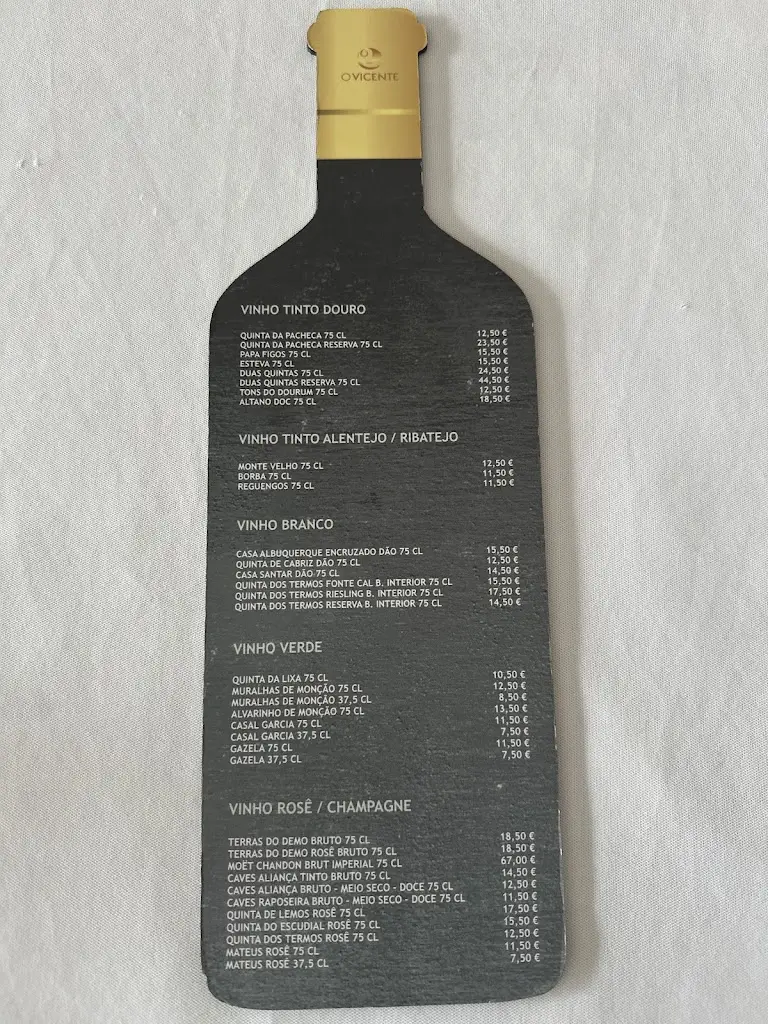 O VICENTE
VINHO TINTO DOURO
QUINTA DA PACHECA 75 CL 12,50 €
QUINTA DA PACHECA RESERVA 75 CL 23,50 €
PAPA FIGOS 75 CL 15,50 €
ESTEVA 75 CL 15,50 €
DUAS QUINTAS 75 CL 24,50 €
DUAS QUINTAS RESERVA 75 CL 44,50 €
TONS DO DOURUM 75 CL 12,50 €
ALTANO DOC 75 CL 18,50 €
VINHO TINTO ALENTEJO / RIBATEJO
MONTE VELHO 75 CL 12,50 €
BORBA 75 CL 11,50 €
REGUENGOS 75 CL 11,50 €
VINHO BRANCO
CASA ALBUQUERQUE ENCRUZADO DÃO 75 CL 15,50 €
QUINTA DE CABRIZ DÃO 75 CL 12,50 €
CASA SANTAR DÃO 75 CL 14,50 €
QUINTA DOS TERMOS FONTE CAL B. INTERIOR 75 CL 15,50 €
QUINTA DOS TERMOS RIESLING B. INTERIOR 75 CL 17,50 €
QUINTA DOS TERMOS RESERVA B. INTERIOR 75 CL 14,50 €
VINHO VERDE
QUINTA DA LIXA 75 CL 10,50 €
MURALHAS DE MONÇÃO 75 CL 12,50 €
MURALHAS DE MONÇÃO 37,5 CL 8,50 €
ALVARINHO DE MONÇÃO 75 CL 13,50 €
CASAL GARCIA 75 CL 11,50 €
CASAL GARCIA 37,5 CL 7,50 €
GAZELA 75 CL 11,50 €
GAZELA 37,5 CL 7,50 €
VINHO ROSÊ / CHAMPAGNE
TERRAS DO DEMO BRUTO 75 CL 18,50 €
TERRAS DO DEMO ROSÊ BRUTO 75 CL 18,50 €
MOËT CHANDON BRUT IMPERIAL 75 CL 67,00 €
CAVES ALIANÇA TINTO BRUTO 75 CL 14,50 €
CAVES ALIANÇA BRUTO - MEIO SECO - DOCE 75 CL 12,50 €
CAVES RAPOSEIRA BRUTO - MEIO SECO - DOCE 75 CL 11,50 €
QUINTA DE LEMOS ROSÊ 75 CL 17,50 €
QUINTA DO ESCUDIAL ROSÊ 75 CL 15,50 €
QUINTA DOS TERMOS ROSÊ 75 CL 12,50 €
MATEUS ROSÊ 75 CL 11,50 €
MATEUS ROSÊ 37,5 CL 7,50 €